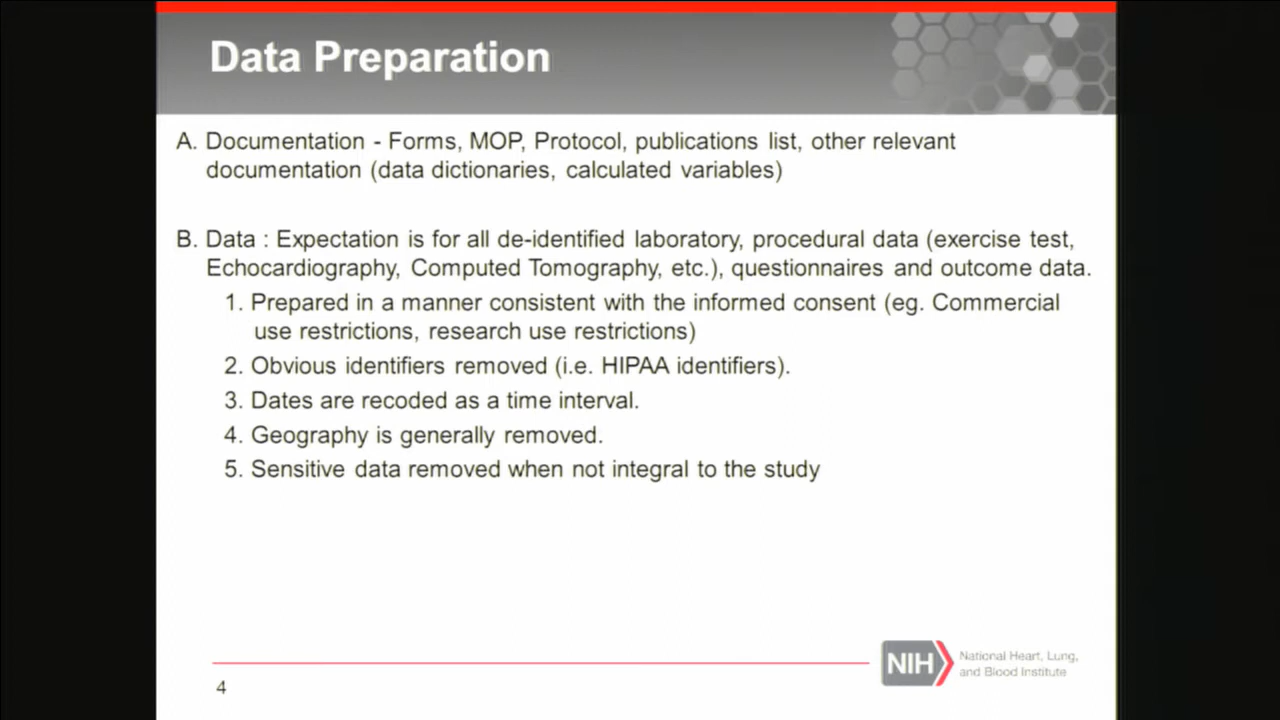 Data Preparation
A. Documentation - Forms, MOP, Protocol, publications list, other relevant
documentation (data dictionaries, calculated variables)
B. Data : Expectation is for all de-identified laboratory, procedural data (exercise test,
Echocardiography, Computed Tomography, etc.), questionnaires and outcome data.
1. Prepared in a manner consistent with the informed consent (eg. Commercial
use restrictions, research use restrictions)
2. Obvious identifiers removed (i.e. HIPAA identifiers).
3. Dates are recoded as a time interval.
4. Geography is generally removed.
5. Sensitive data removed when not integral to the study
NIH National Heart, Lung,
and Blood Institute
4